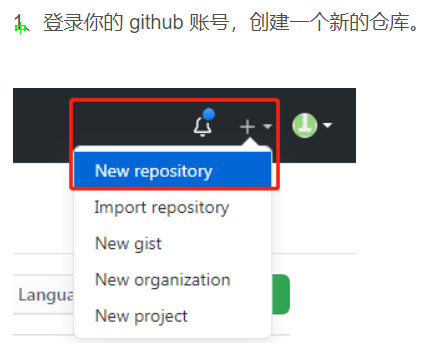 1、登录你的 github 账号，创建一个新的仓库。
New repository
Import repository
New gist
Langua
New organization
New project